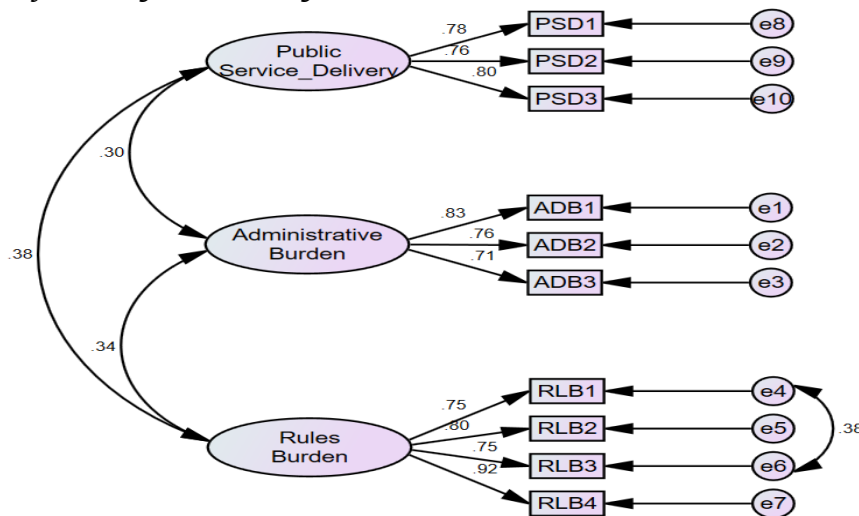 .78
PSD1
e8
Public
Service_Delivery
.76
PSD2
e9
.80
PSD3
e10
.30
.83
ADB1
e1
Administrative
Burden
.76
ADB2
e2
.71
ADB3
e3
.38
.34
.75
RLB1
e4
.80
RLB2
e5
.38
Rules
Burden
.75
RLB3
e6
.92
RLB4
e7